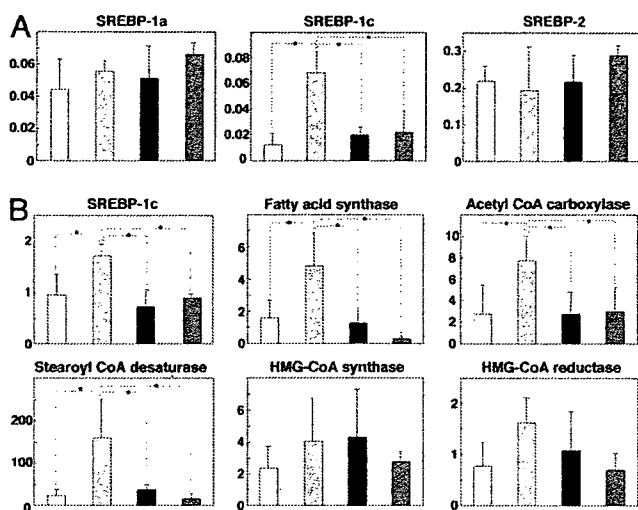 A
SREBP-1a SREBP-1c SREBP-2
0.06 0.08 0.3
0.04 0.06 0.2
0.02 0.04 0.1
0 0.02 0
0
B
SREBP-1c Fatty acid synthase Acetyl CoA carboxylase
2 6 10
1 4 8
0 2 6
0 4
2
0
Stearoyl CoA desaturase HMG-CoA synthase HMG-CoA reductase
200 6 2
100 4 1
0 2 0
0